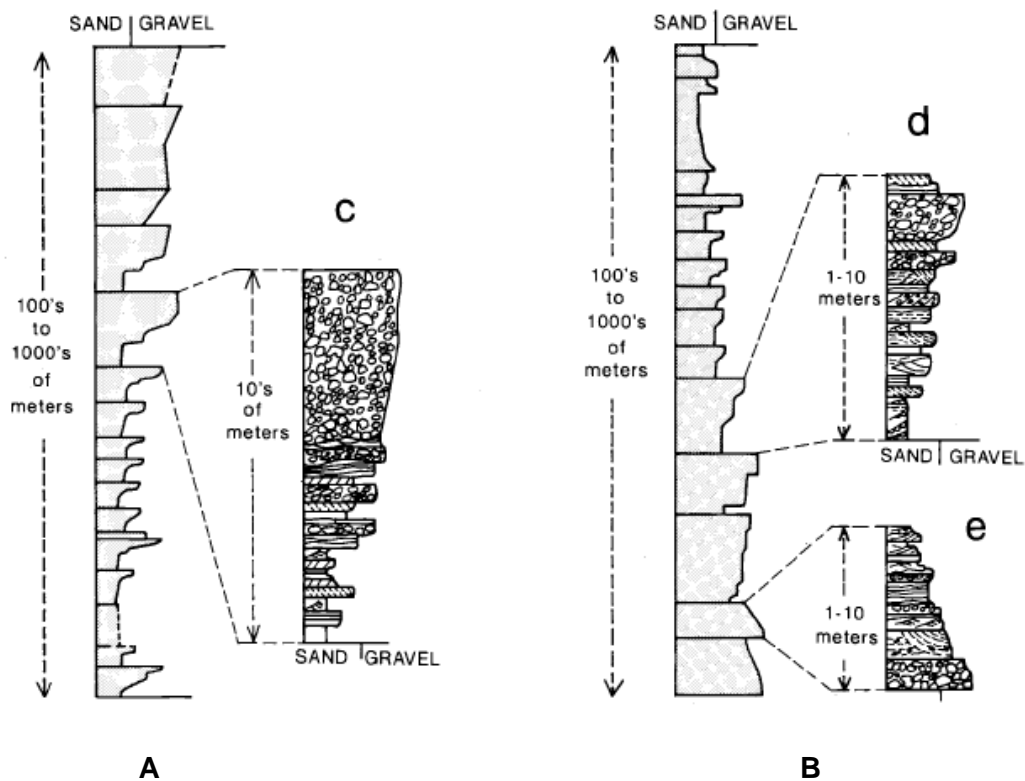 SAND GRAVEL
100's
to
1000's
of
meters
c
10's
of
meters
SAND GRAVEL
A
SAND GRAVEL
100's
to
1000's
of
meters
d
1-10
meters
SAND GRAVEL
e
1-10
meters
B